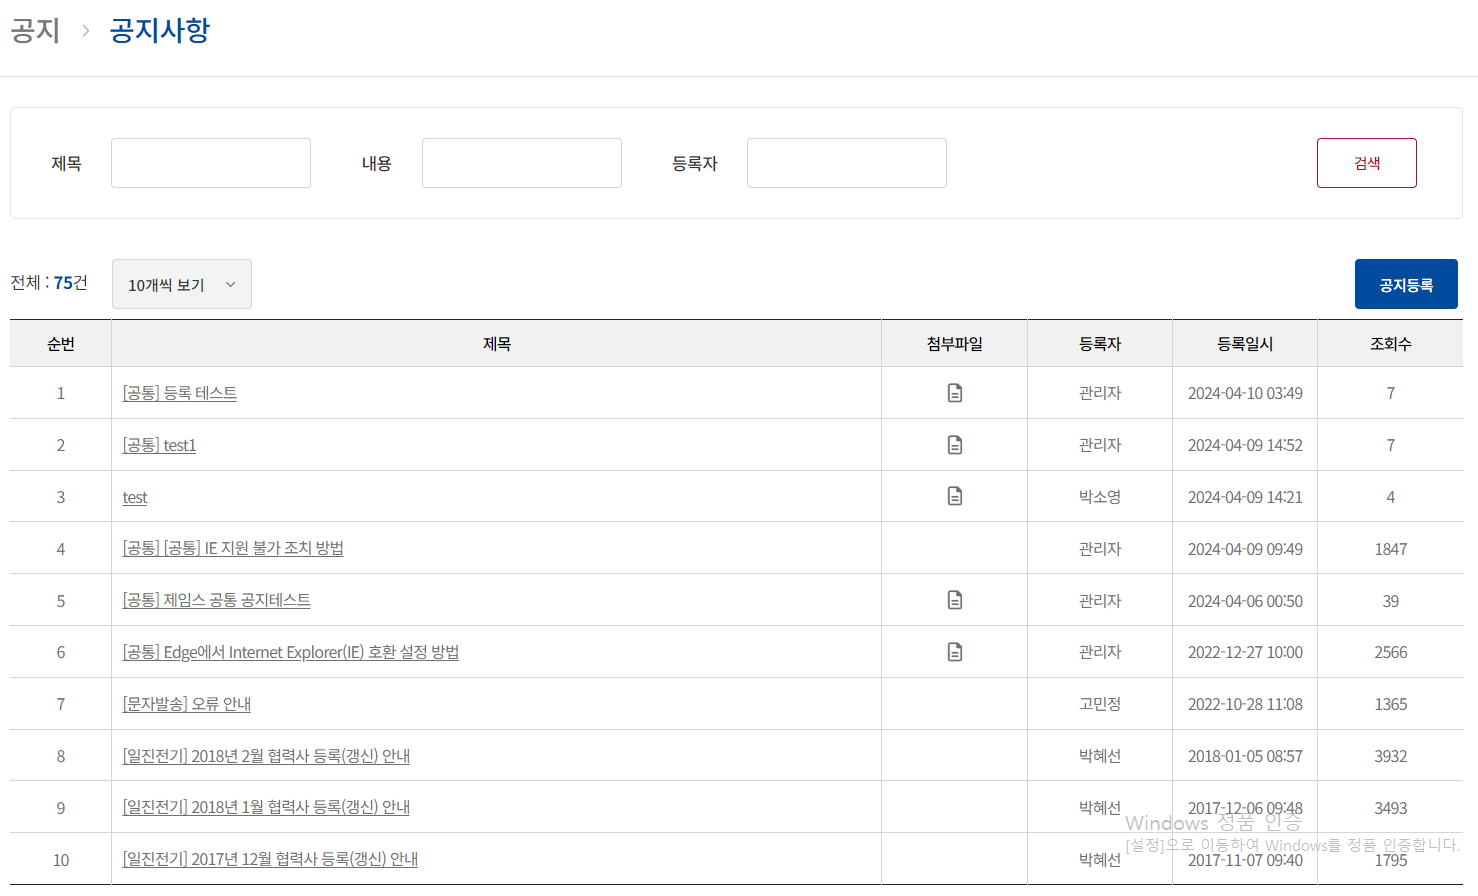 공지 > 공지사항
제목 내용 등록자 검색
전체 : 75건 10개씩 보기 공지등록
순번 제목 첨부파일 등록자 등록일시 조회수
1 [공통] 등록 테스트 관리자 2024-04-10 03:49 7
2 [공통] test1 관리자 2024-04-09 14:52 7
3 test 박소영 2024-04-09 14:21 4
4 [공통] [공통] IE 지원 불가 조치 방법 관리자 2024-04-09 09:49 1847
5 [공통] 제임스 공통 공지테스트 관리자 2024-04-06 00:50 39
6 [공통] Edge에서 Internet Explorer(IE) 호환 설정 방법 관리자 2022-12-27 10:00 2566
7 [문자발송] 오류 안내 고민정 2022-10-28 11:08 1365
8 [일진전기] 2018년 2월 협력사 등록(갱신) 안내 박혜선 2018-01-05 08:57 3932
9 [일진전기] 2018년 1월 협력사 등록(갱신) 안내 박혜선 2017-12-06 09:48 3493
Windows 정품 인증
[설정]으로 이동하여 Windows를 정품 인증합니다.
10 [일진전기] 2017년 12월 협력사 등록(갱신) 안내 박혜선 2017-11-07 09:40 1795